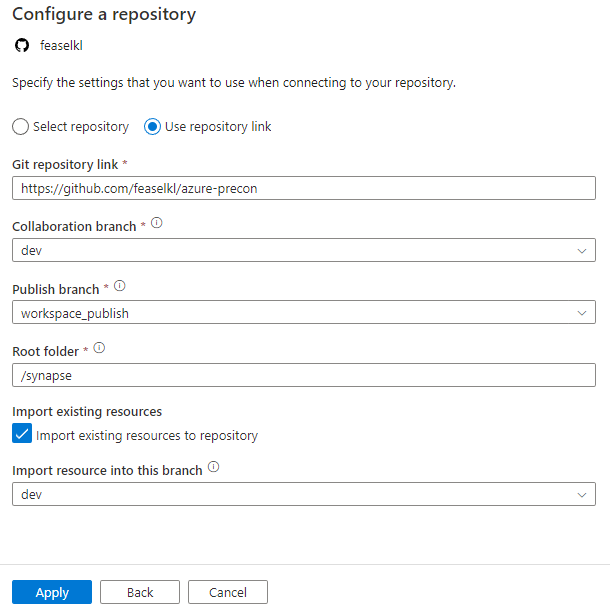 Configure a repository
feaselkl
Specify the settings that you want to use when connecting to your repository.
Select repository Use repository link
Git repository link *
https://github.com/feaselkl/azure-precon
Collaboration branch *
dev
Publish branch *
workspace_publish
Root folder *
/synapse
Import existing resources
Import existing resources to repository
Import resource into this branch
dev
Apply Back Cancel